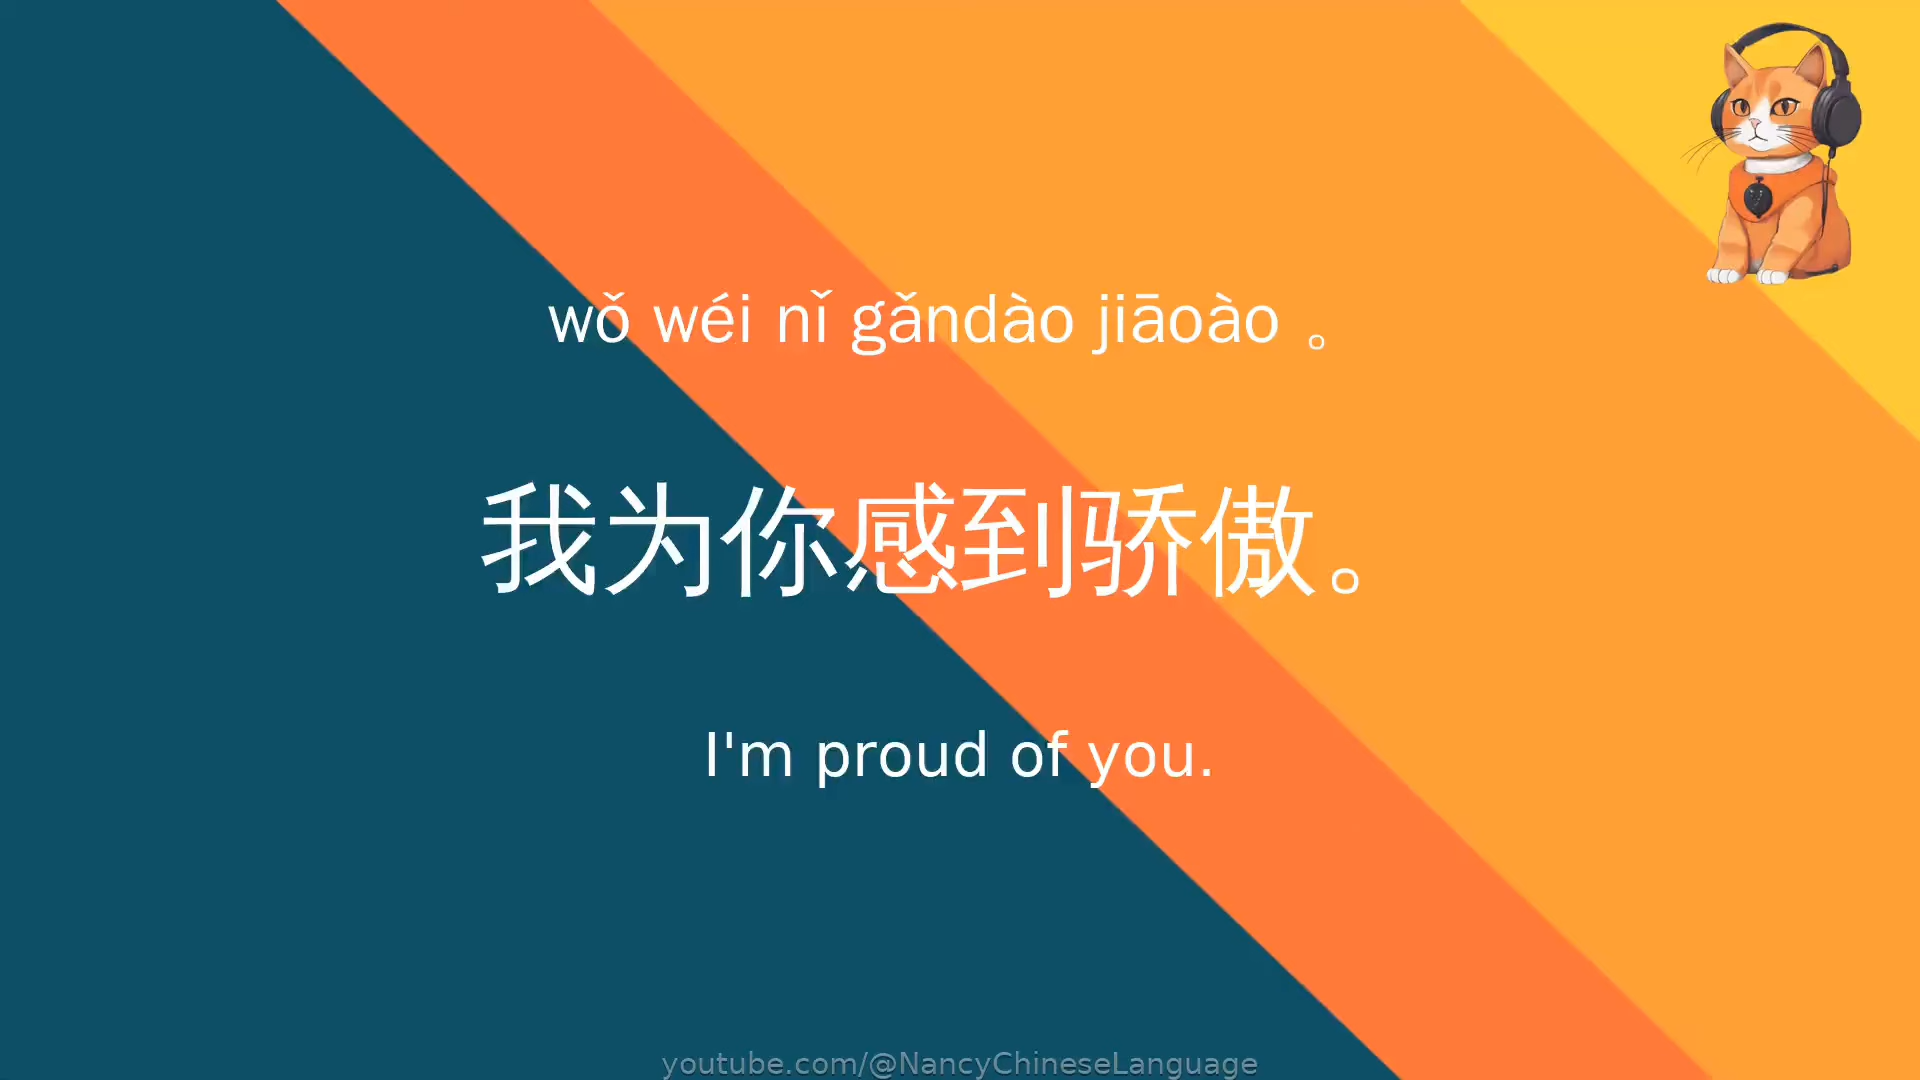 wǒ wéi nǐ gǎndào jiāoào 。
我为你感到骄傲。
I'm proud of you.
youtube.com/@NancyChineseLanguage